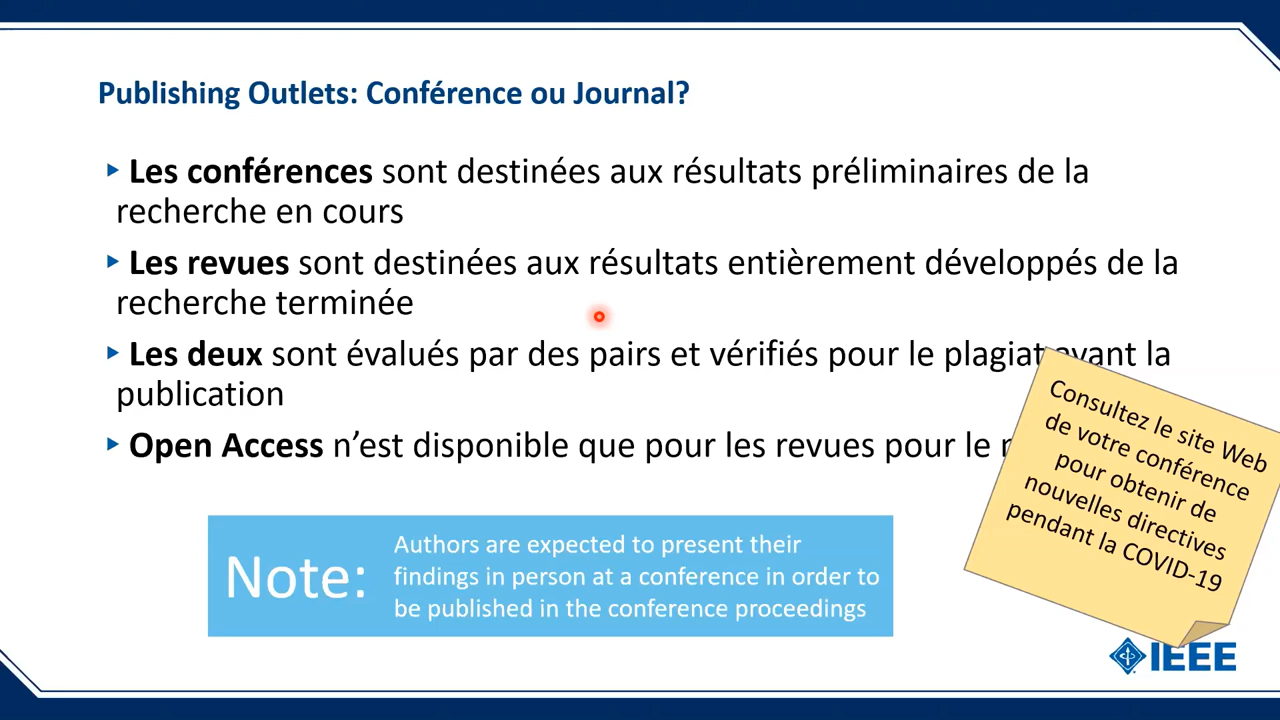 Publishing Outlets: Conférence ou Journal?
Les conférences sont destinées aux résultats préliminaires de la
recherche en cours
Les revues sont destinées aux résultats entièrement développés de la
recherche terminée
Les deux sont évalués par des pairs et vérifiés pour le plagiat avant la
publication
Open Access n’est disponible que pour les revues pour le
Consultez le site Web
de votre conférence
pour obtenir de
nouvelles directives
pendant la COVID-19
Note:
Authors are expected to present their
findings in person at a conference in order to
be published in the conference proceedings
IEEE